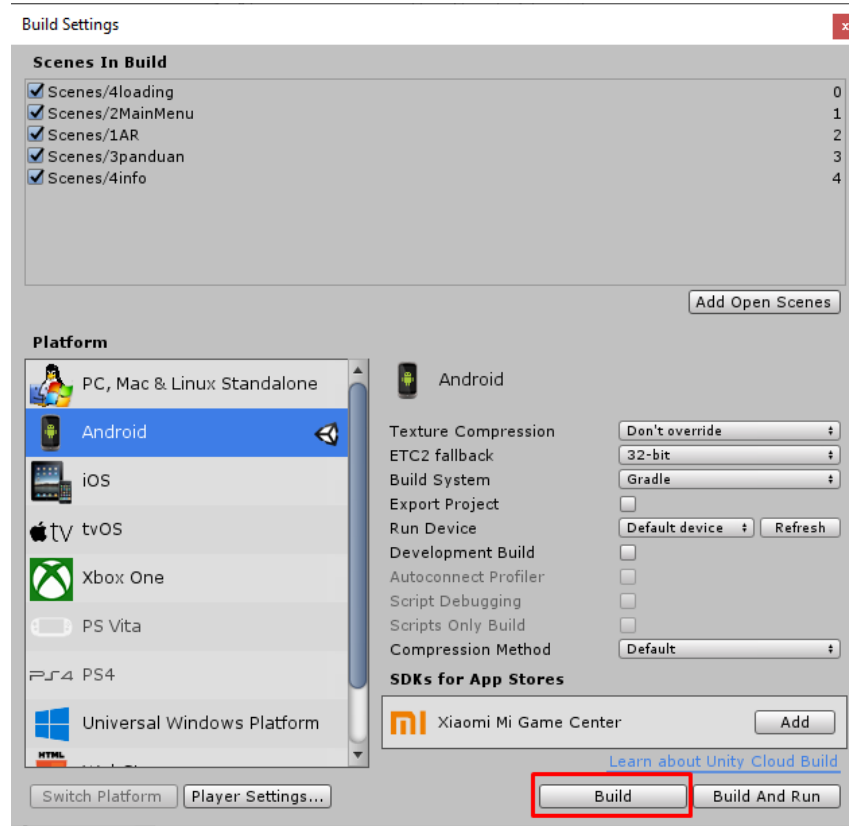 Build Settings
x
Scenes In Build
Scenes/4loading 0
Scenes/2MainMenu 1
Scenes/1AR 2
Scenes/3panduan 3
Scenes/4info 4
Add Open Scenes
Platform
PC, Mac & Linux Standalone
Android
iOS
tv tvOS
Xbox One
PS Vita
PS4 PS4
Universal Windows Platform
HTML
Android
Texture Compression Don't override
ETC2 fallback 32-bit
Build System Gradle
Export Project
Run Device Default device Refresh
Development Build
Autoconnect Profiler
Script Debugging
Scripts Only Build
Compression Method Default
SDKs for App Stores
Xiaomi Mi Game Center Add
Learn about Unity Cloud Build
Switch Platform Player Settings... Build Build And Run